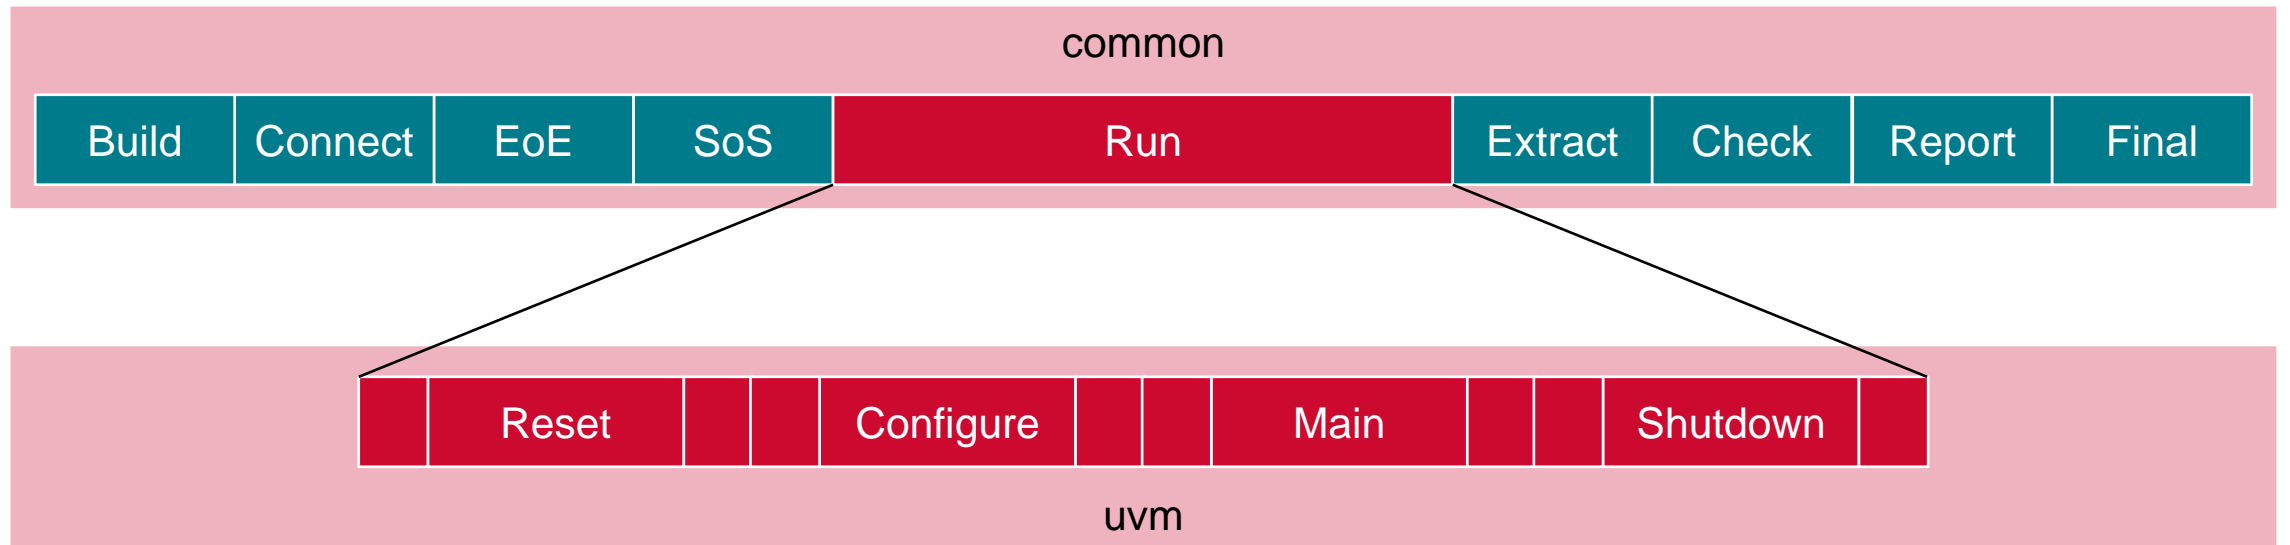 common
Build Connect EoE SoS Run Extract Check Report Final
Reset Configure Main Shutdown
uvm